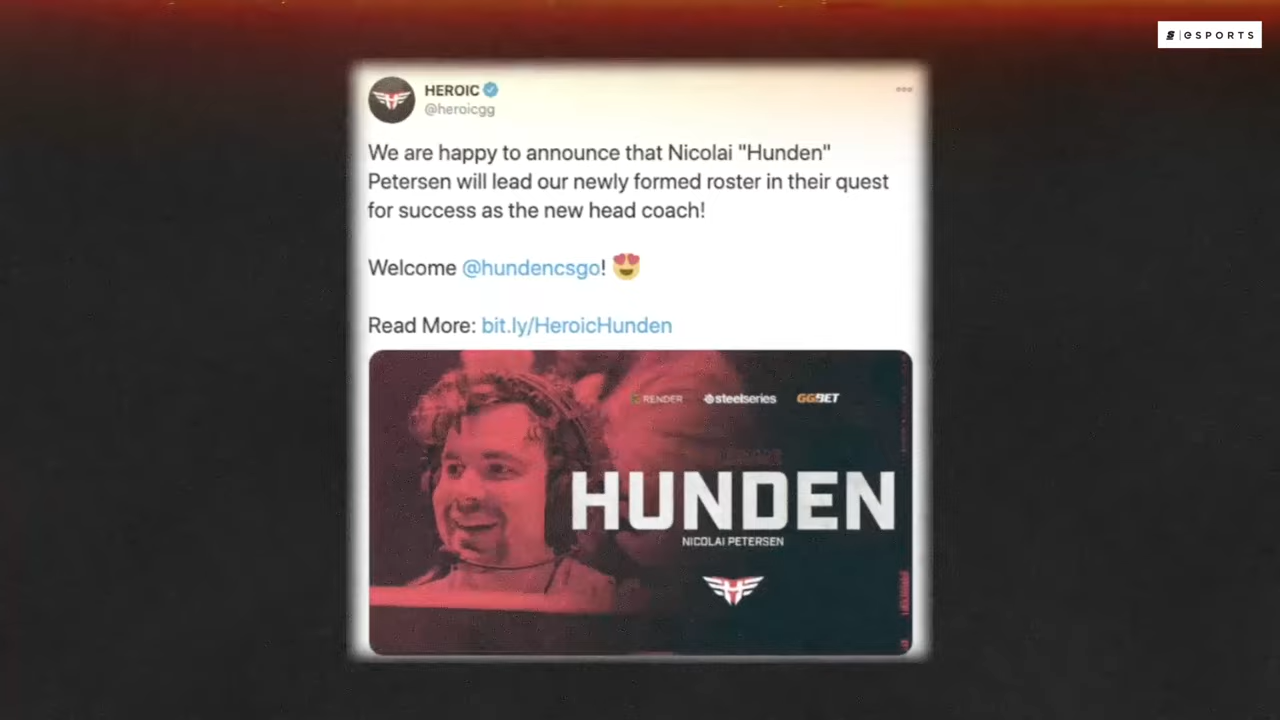 eSPORTS
HEROIC
@heroicgg
We are happy to announce that Nicolai "Hunden"
Petersen will lead our newly formed roster in their quest
for success as the new head coach!
Welcome @hundencsgo! 😍
Read More: bit.ly/HeroicHunden
RENDER steelseries GGBET
HUNDEN
NICOLAI PETERSEN